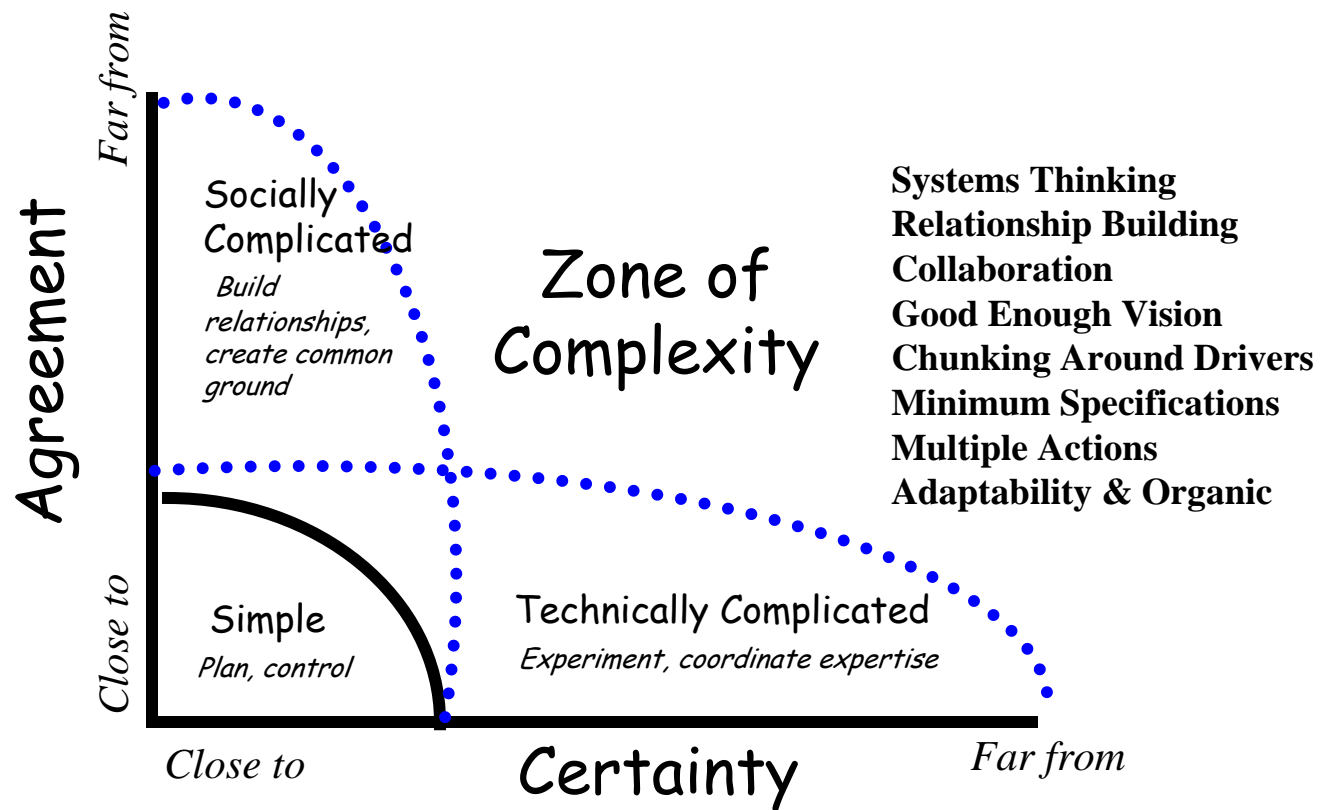 Far from
Agreement
Close to
Socially
Complicated
Build
relationships,
create common
ground
Zone of
Complexity
Systems Thinking
Relationship Building
Collaboration
Good Enough Vision
Chunking Around Drivers
Minimum Specifications
Multiple Actions
Adaptability & Organic
Simple
Plan, control
Technically Complicated
Experiment, coordinate expertise
Close to
Certainty
Far from